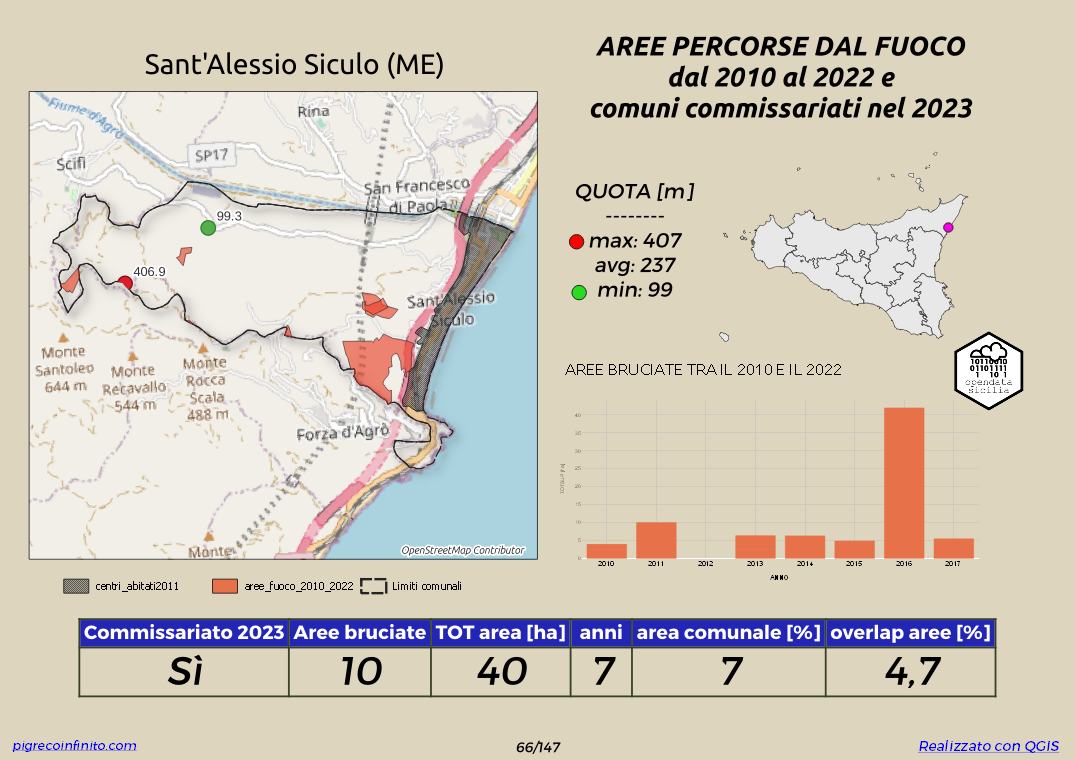 Sant'Alessio Siculo (ME)
AREE PERCORSE DAL FUOCO
dal 2010 al 2022 e
comuni commissariati nel 2023
Fiume d'Agrò
Rina
Scifì
SP17
San Francesco
di Paola
99.3
406.9
Sant'Alessio
Siculo
Monte
Santoleo
644 m
Monte
Recavallo
544 m
Monte
Rocca
Scala
488 m
Forza d'Agrò
Monte
OpenStreetMap Contributor
QUOTA [m]
--------
max: 407
avg: 237
min: 99
10110010
01101111
1 10 1
opendata
sicilia
AREE BRUCIATE TRA IL 2010 E IL 2022
40
35
30
25
20
15
10
5
0
2010 2011 2012 2013 2014 2015 2016 2017
ANNO
centri_abitati2011
aree_fuoco_2010_2022
Limiti comunali
Commissariato 2023 Aree bruciate TOT area [ha] anni area comunale [%] overlap aree [%]
Sì 10 40 7 7 4,7
pigrecoinfinito.com
66/147
Realizzato con QGIS